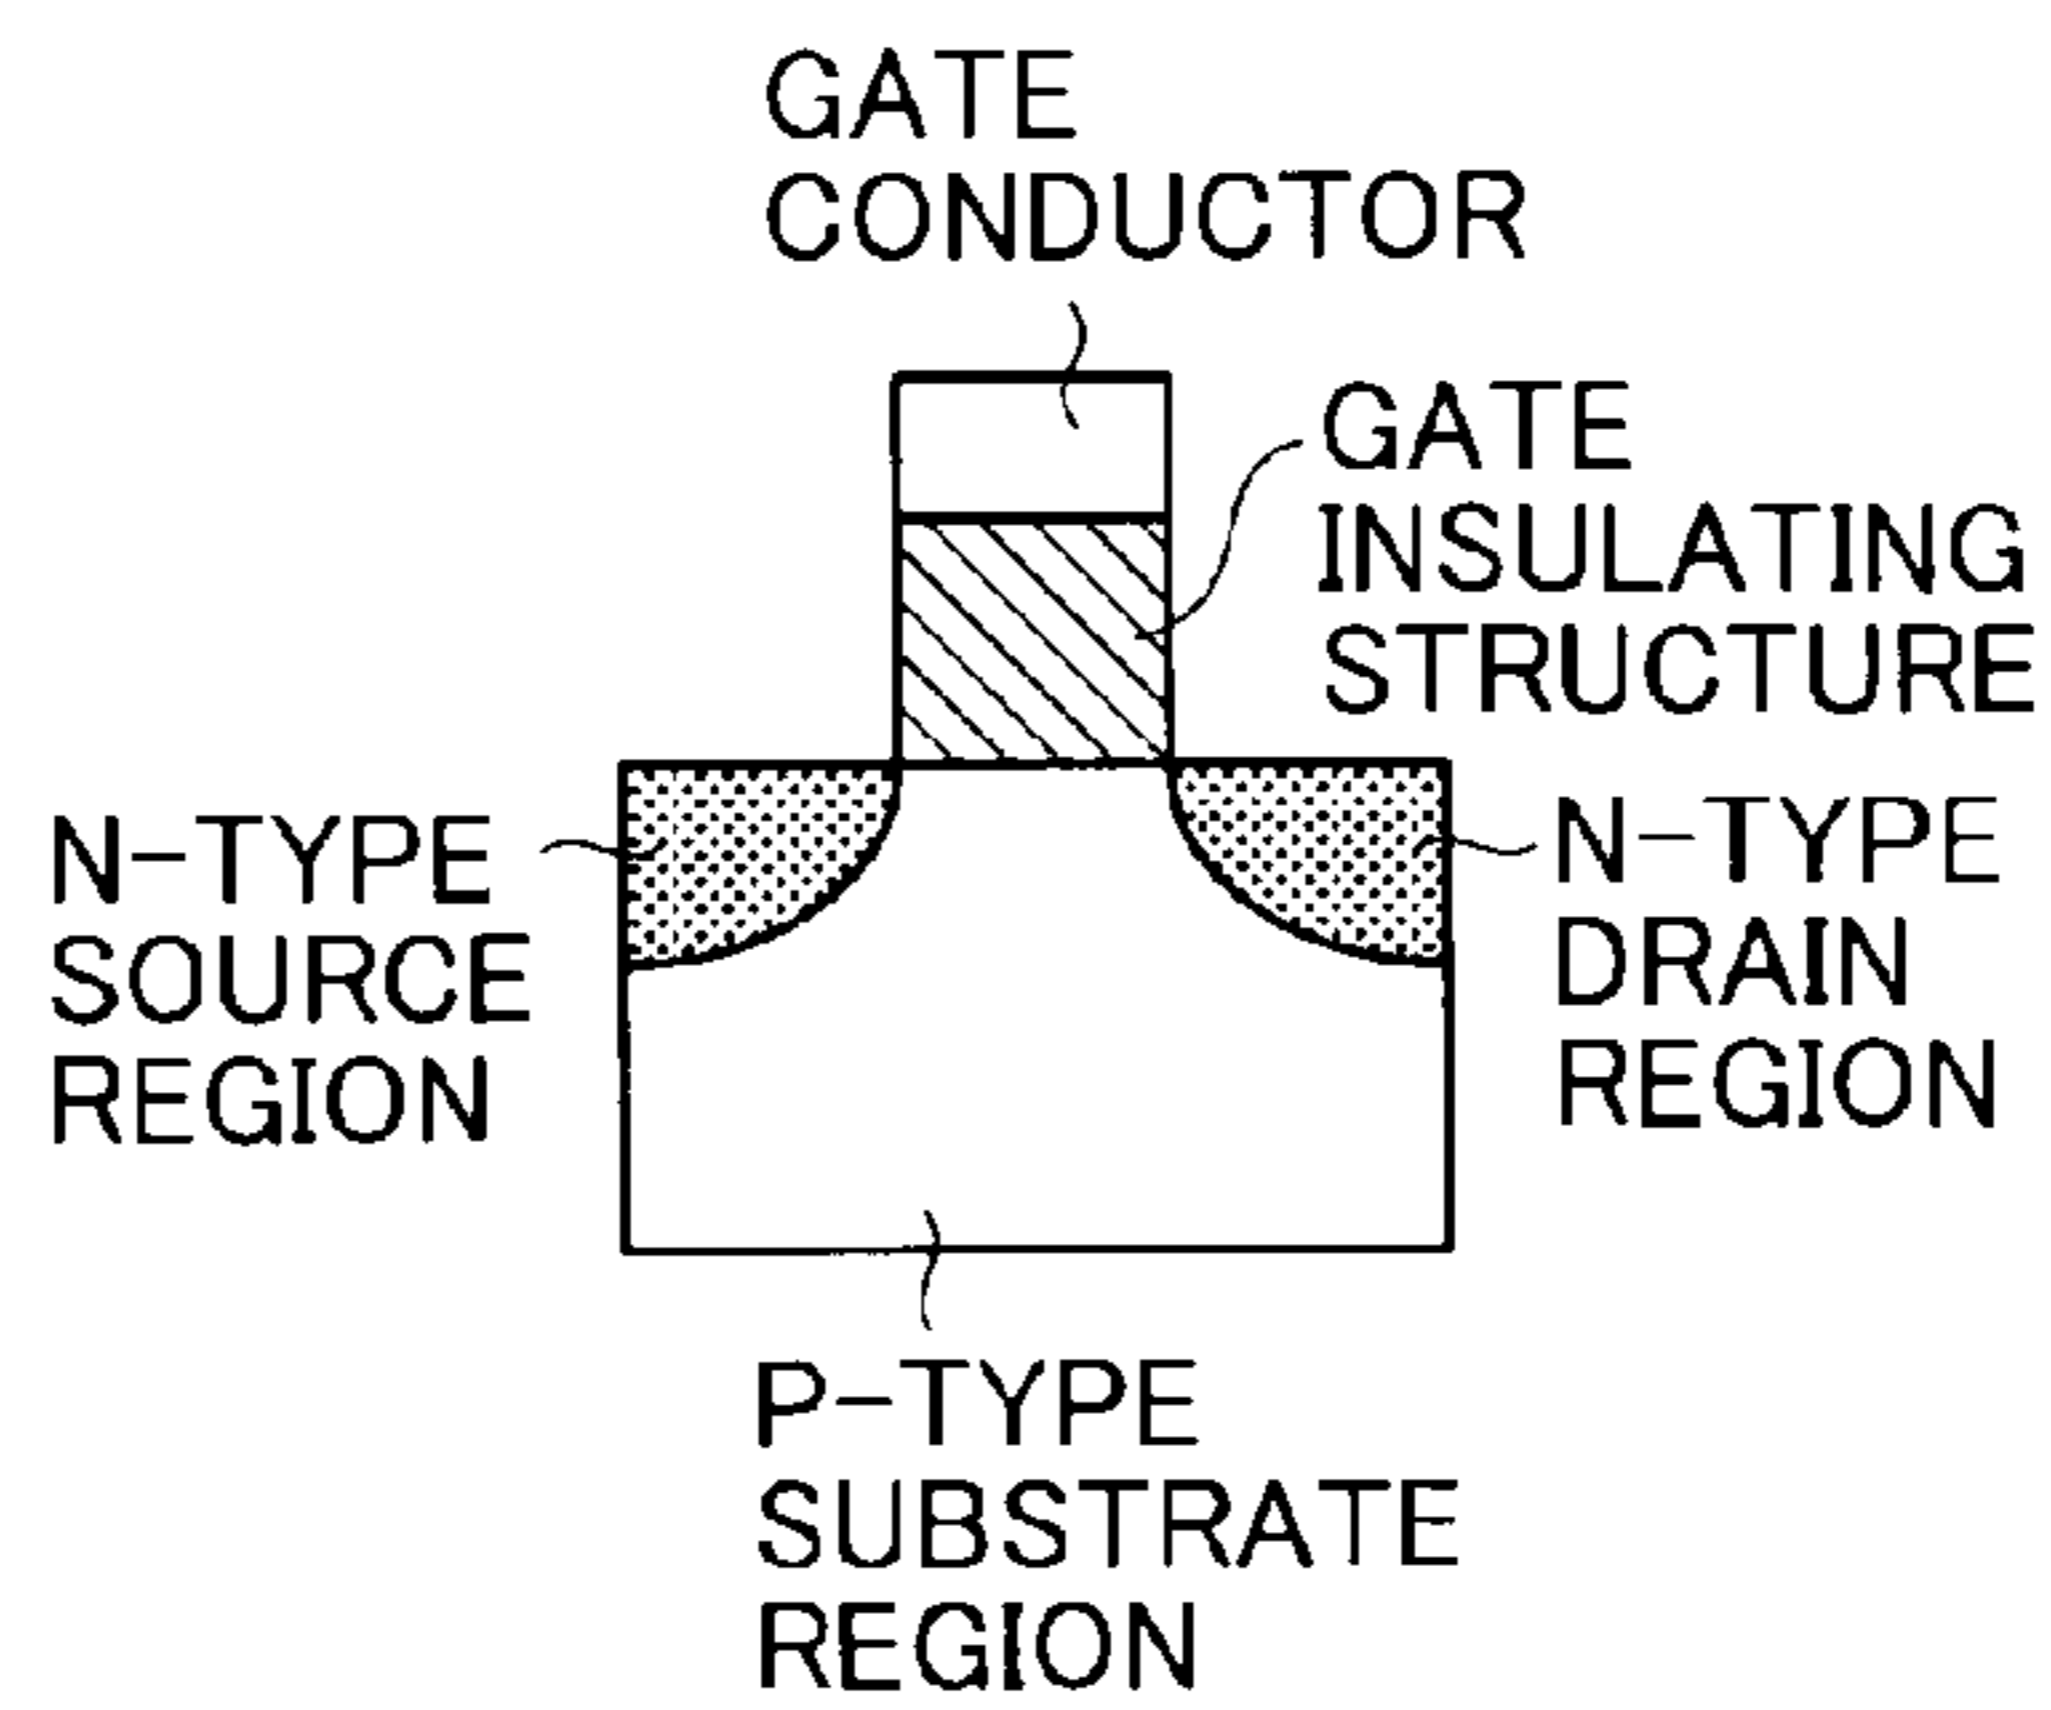 GATE
CONDUCTOR
GATE
INSULATING
STRUCTURE
N-TYPE
SOURCE
REGION
N-TYPE
DRAIN
REGION
P-TYPE
SUBSTRATE
REGION